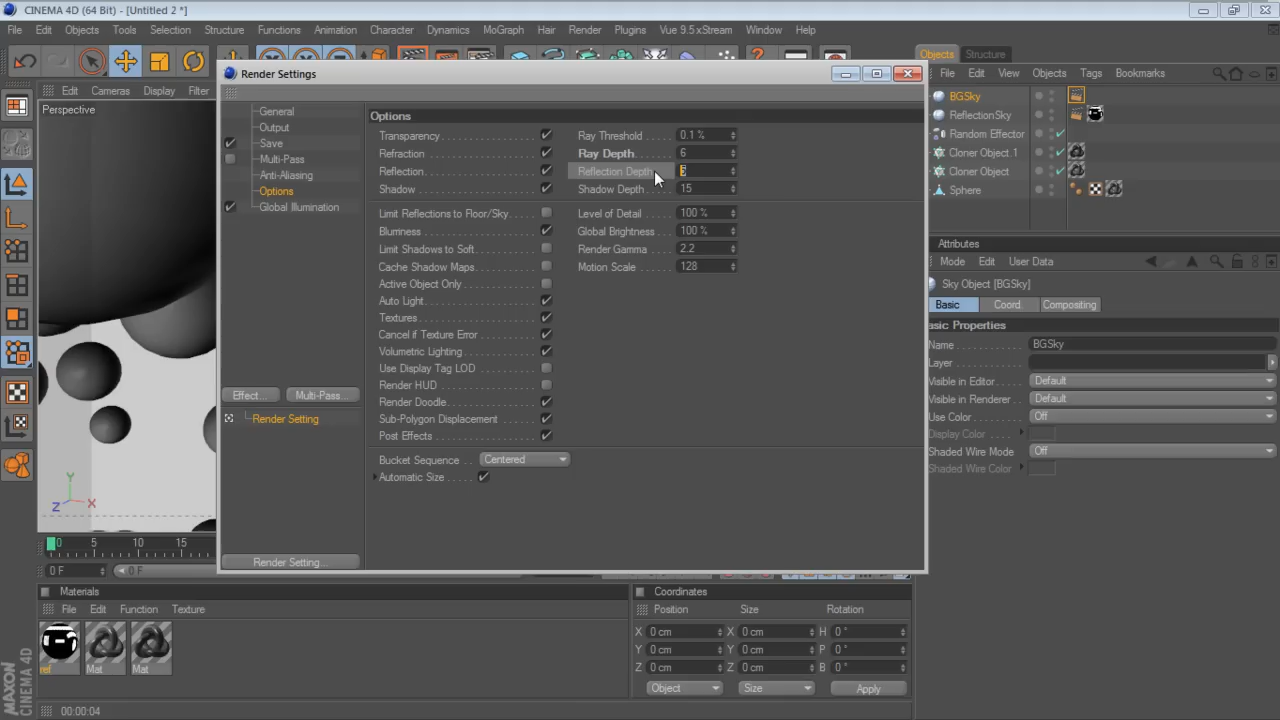 CINEMA 4D (64 Bit) - [Untitled 2 *]
File Edit Objects Tools Selection Structure Functions Animation Character Dynamics MoGraph Hair Render Plugins Vue 9.5 xStream Window Help
Objects Structure
File Edit View Objects Tags Bookmarks
Edit Cameras Display Filter
Perspective
Render Settings
General
Output
Save
Multi-Pass
Anti-Aliasing
Options
Global Illumination
Effect... Multi-Pass...
Render Setting
Render Setting...
Options
Transparency Ray Threshold 0.1 %
Refraction Ray Depth 6
Reflection Reflection Depth 5
Shadow Shadow Depth 15
Limit Reflections to Floor/Sky Level of Detail 100 %
Blurriness Global Brightness 100 %
Limit Shadows to Soft Render Gamma 2.2
Cache Shadow Maps Motion Scale 128
Active Object Only
Auto Light
Textures
Cancel if Texture Error
Volumetric Lighting
Use Display Tag LOD
Render HUD
Render Doodle
Sub-Polygon Displacement
Post Effects
Bucket Sequence Centered
Automatic Size
BGSky
ReflectionSky
Random Effector
Cloner Object 1
Cloner Object
Sphere
Attributes
Mode Edit User Data
Sky Object [BGSky]
Basic Coord. Compositing
asic Properties
Name BGSky
Layer
Visible in Editor Default
Visible in Renderer Default
Use Color Off
Display Color
Shaded Wire Mode Off
Shaded Wire Color
Y
Z X
0 5 10 15
0 F 0 F
Materials
File Edit Function Texture
ref Mat Mat
Coordinates
Position Size Rotation
X 0 cm X 0 cm H 0 °
Y 0 cm Y 0 cm P 0 °
Z 0 cm Z 0 cm B 0 °
Object Size Apply
MAXON
CINEMA 4D
00:00:04